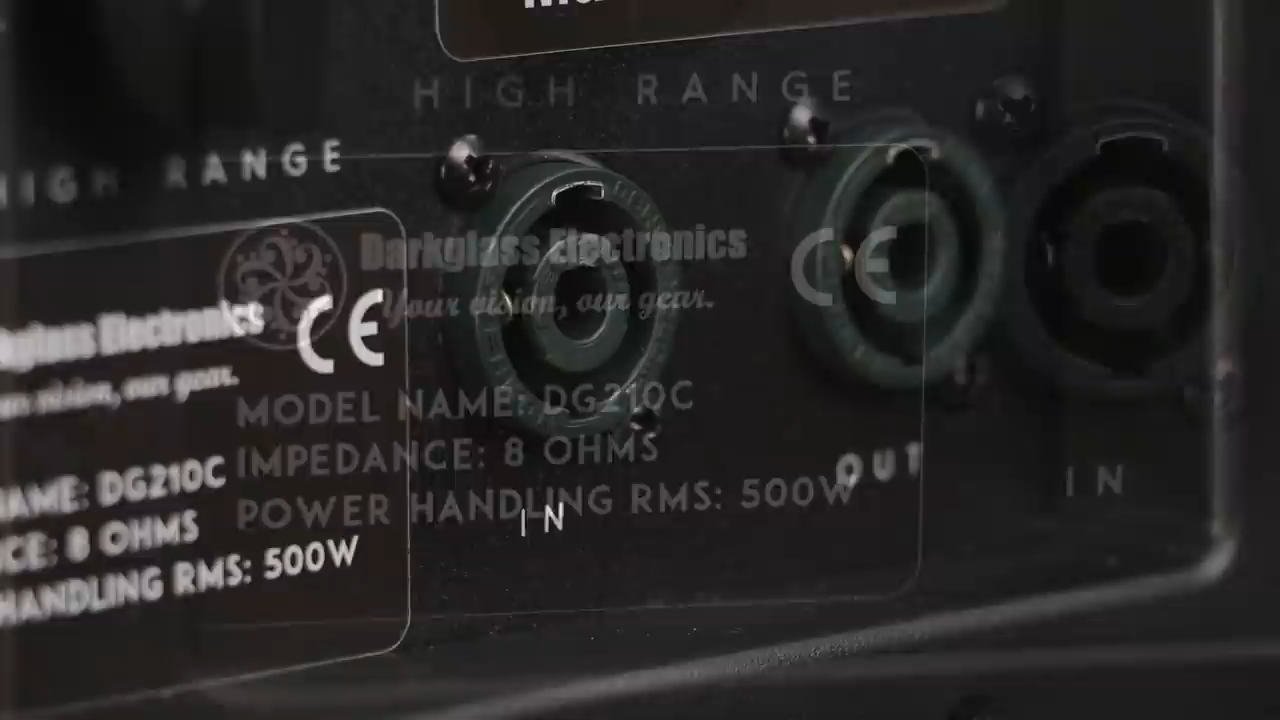 HIGH RANGE
HIGH RANGE
Darkglass Electronics
Your vision, our gear.
CE
MODEL NAME: DG210C
IMPEDANCE: 8 OHMS
POWER HANDLING RMS: 500W
Electronics
vision, our gear.
CE
NAME: DG210C
CE: 8 OHMS
HANDLING RMS: 500W
IN
OUT
IN